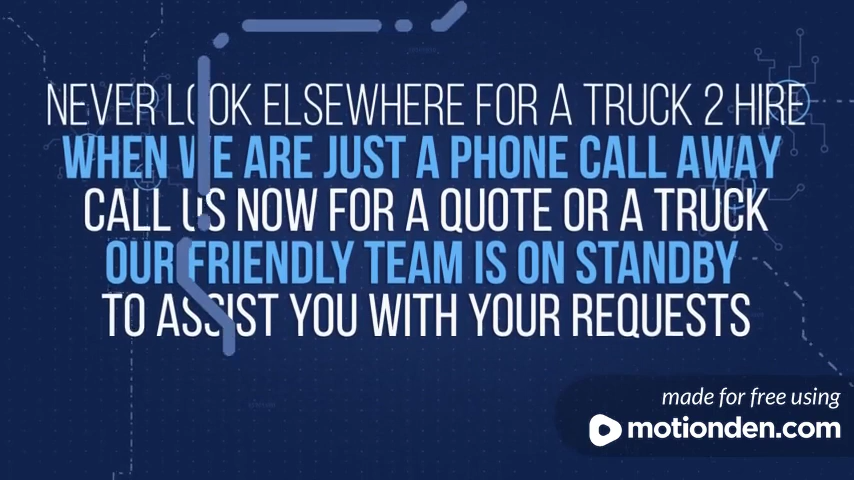 NEVER LOOK ELSEWHERE FOR A TRUCK 2 HIRE
WHEN WE ARE JUST A PHONE CALL AWAY
CALL US NOW FOR A QUOTE OR A TRUCK
OUR FRIENDLY TEAM IS ON STANDBY
TO ASSIST YOU WITH YOUR REQUESTS
made for free using
motionden.com